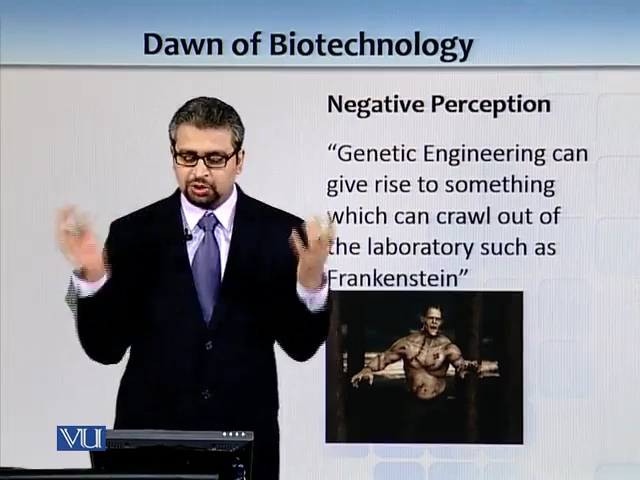 Dawn of Biotechnology
Negative Perception
“Genetic Engineering can
give rise to something
which can crawl out of
the laboratory such as
Frankenstein”
VU